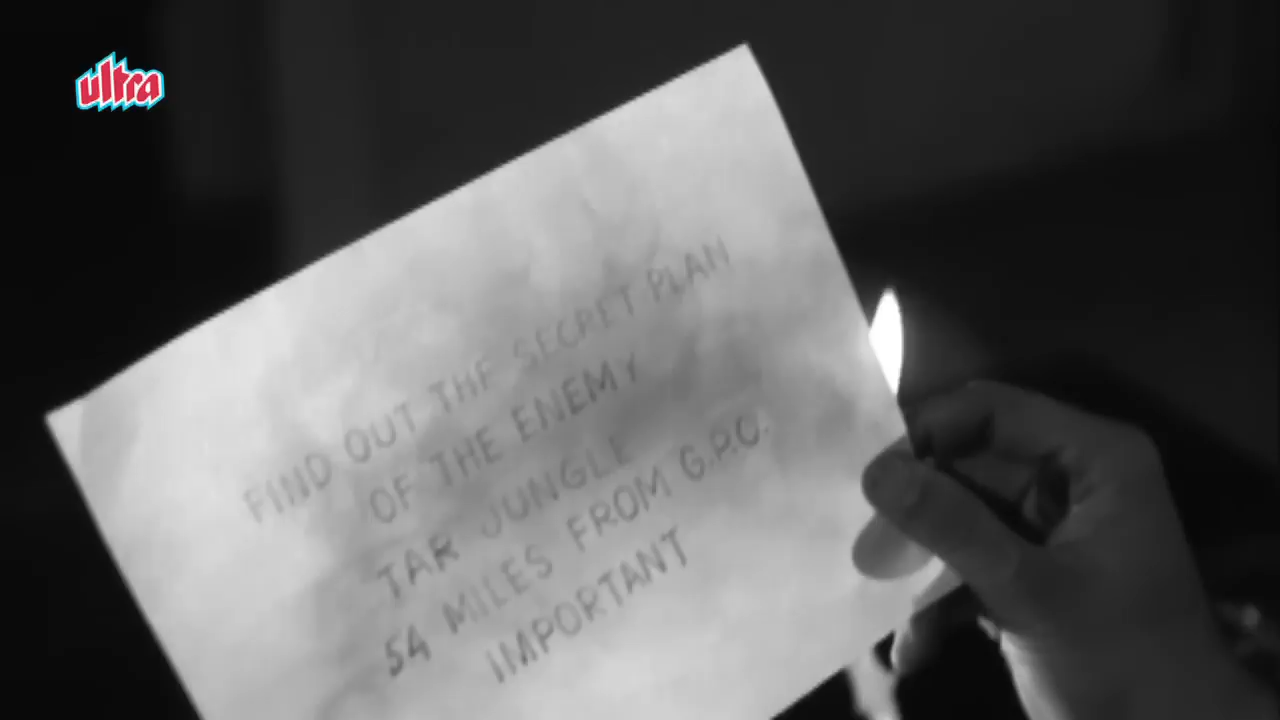 ultra
FIND OUT THE SECRET PLAN
OF THE ENEMY
TAR JUNGLE
54 MILES FROM G.P.O.
IMPORTANT